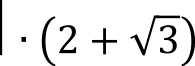 | · (2 + √3)